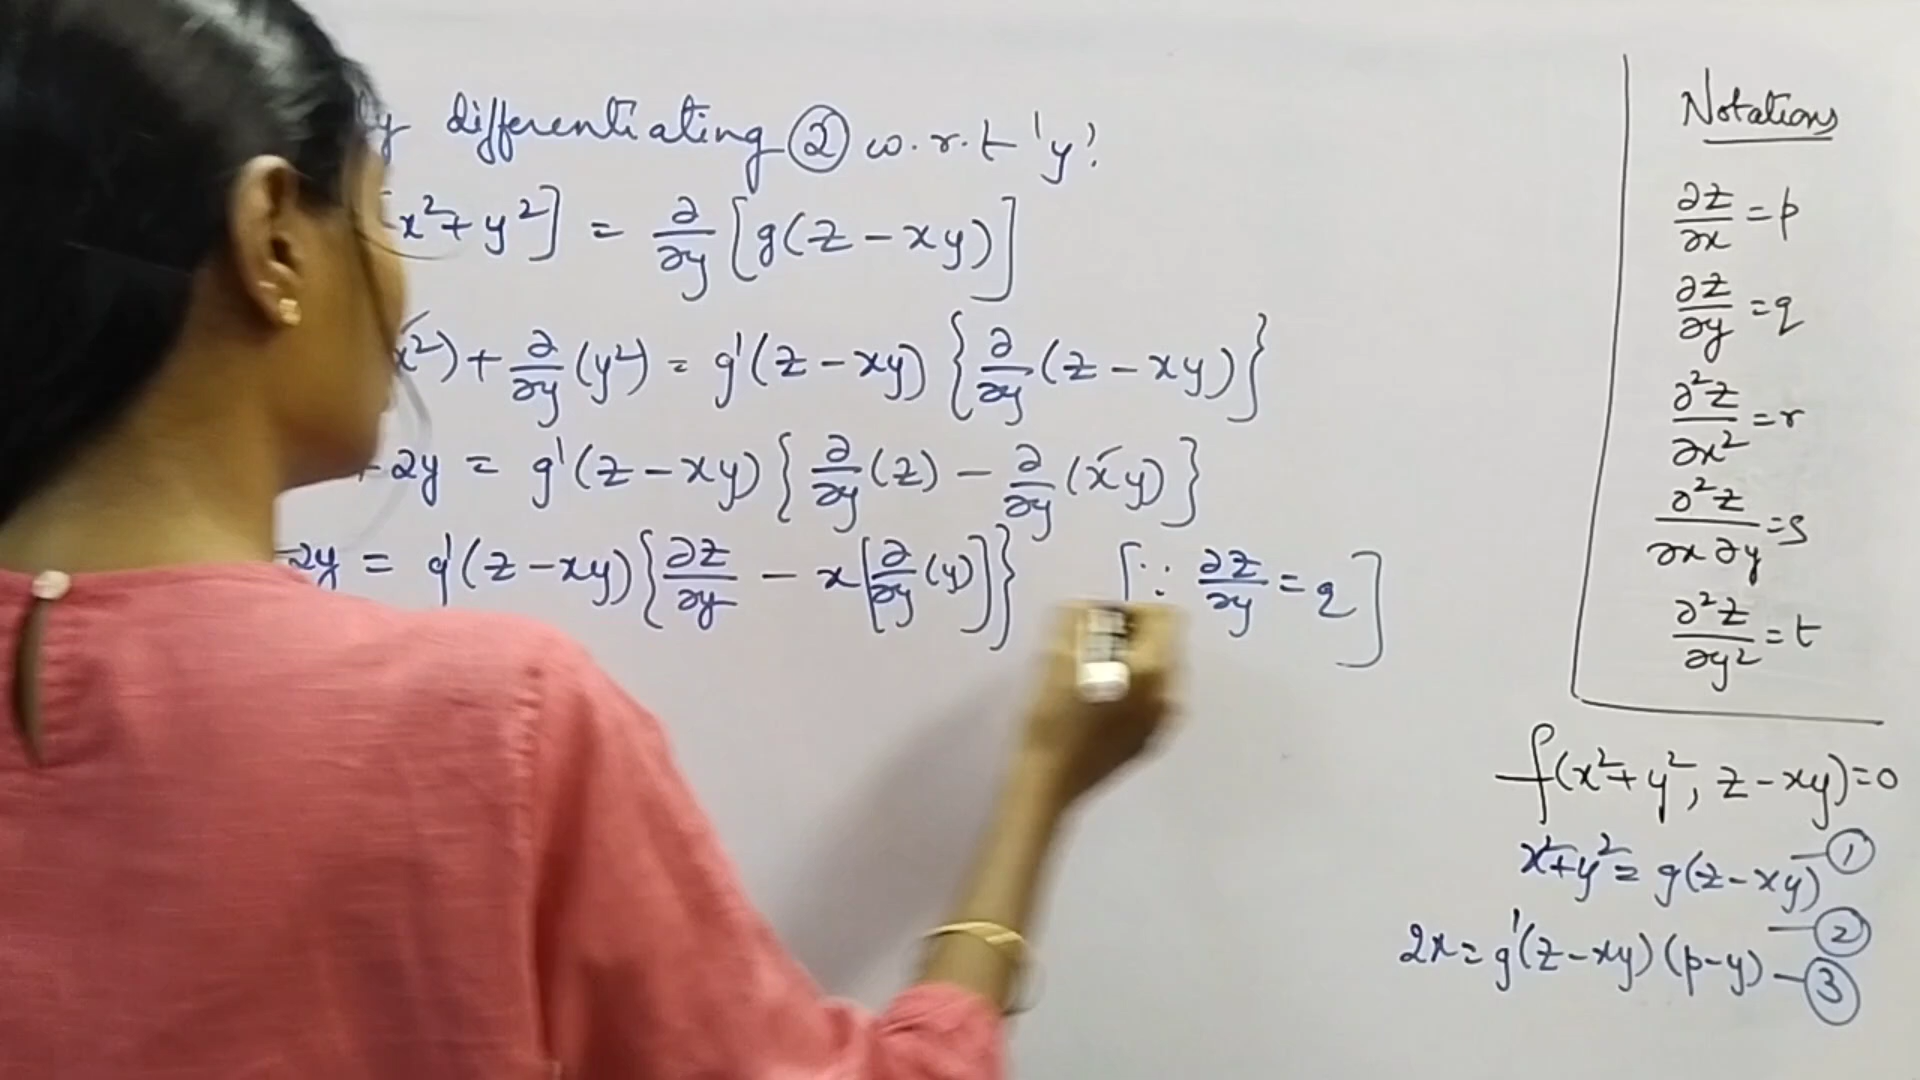 differentiating ② w.r.t 'y'
x²+y²] = ∂/∂y [g(z-xy)]
x²)+ ∂/∂y (y²) = g'(z-xy) {∂/∂y (z-xy)}
2y = g'(z-xy) {∂/∂y (z) - ∂/∂y (xy)}
2y = g'(z-xy) {∂z/∂y - x[∂/∂y (y)]} [∵ ∂z/∂y = q]
Notations
∂z/∂x = p
∂z/∂y = q
∂²z/∂x² = r
∂²z/∂x∂y = s
∂²z/∂y² = t
f(x²+y², z-xy)=0
—①
x²+y² = g(z-xy)
—②
2x = g'(z-xy)(p-y) —③